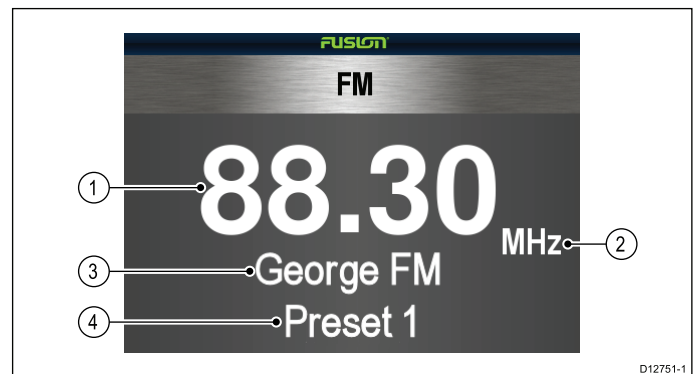 FUSION
FM
1
88.30
MHz
2
3
George FM
4
Preset 1
D12751-1